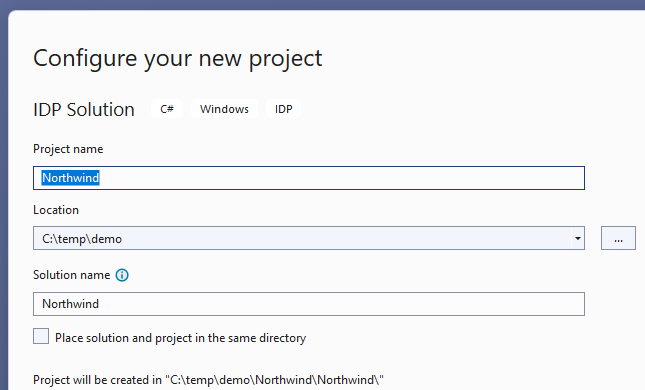 Configure your new project
IDP Solution C# Windows IDP
Project name
Northwind
Location
C:\temp\demo ...
Solution name
Northwind
Place solution and project in the same directory
Project will be created in "C:\temp\demo\Northwind\Northwind\"